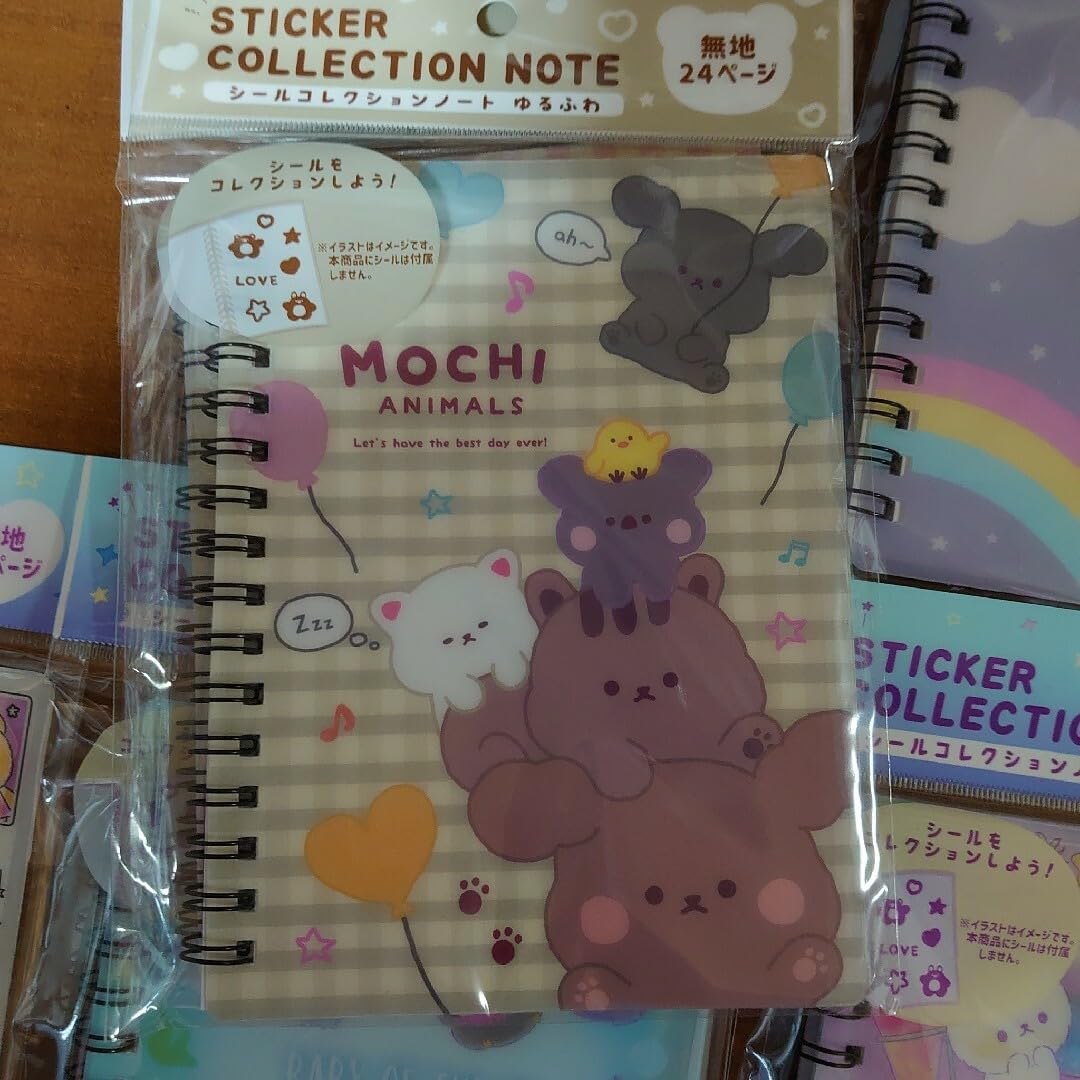 STICKER
COLLECTION NOTE
シールコレクションノート ゆるふわ
無地
24ページ
シールを
コレクションしよう!
※イラストはイメージです。
本商品にシールは付属
しません。
LOVE
ah~
MOCHI
ANIMALS
Let's have the best day ever!
Zzz
地
ページ
STICKER
COLLECTIO
シールコレクション
シールを
コレクションしよう!
※イラストはイメージです。
本商品にシールは付属
しません。
LOVE